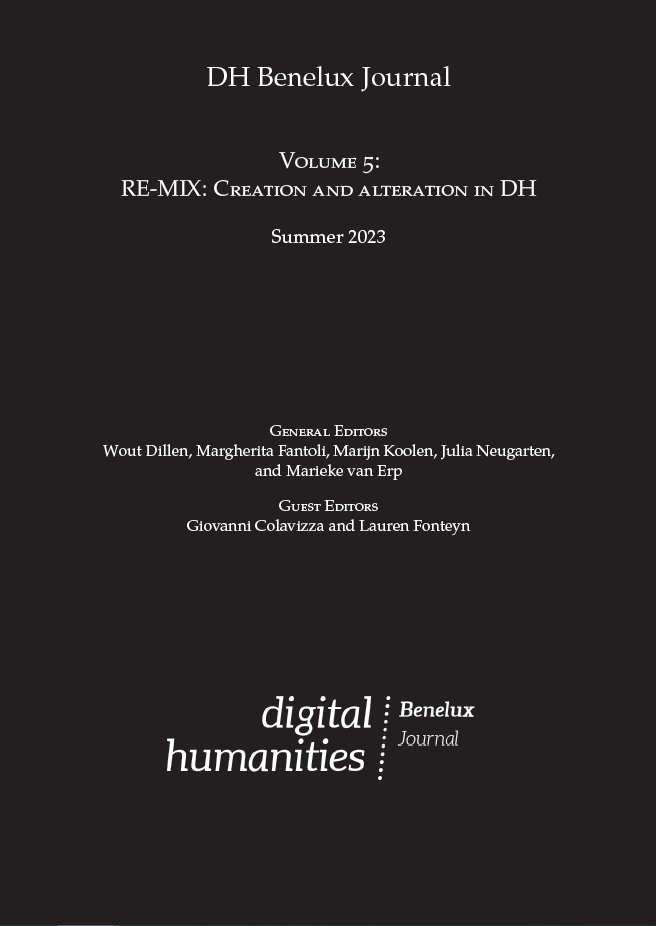 DH Benelux Journal
Volume 5:
RE-MIX: Creation and alteration in DH
Summer 2023
General Editors
Wout Dillen, Margherita Fantoli, Marijn Koolen, Julia Neugarten,
and Marieke van Erp
Guest Editors
Giovanni Colavizza and Lauren Fonteyn
digital
humanities
Benelux
Journal